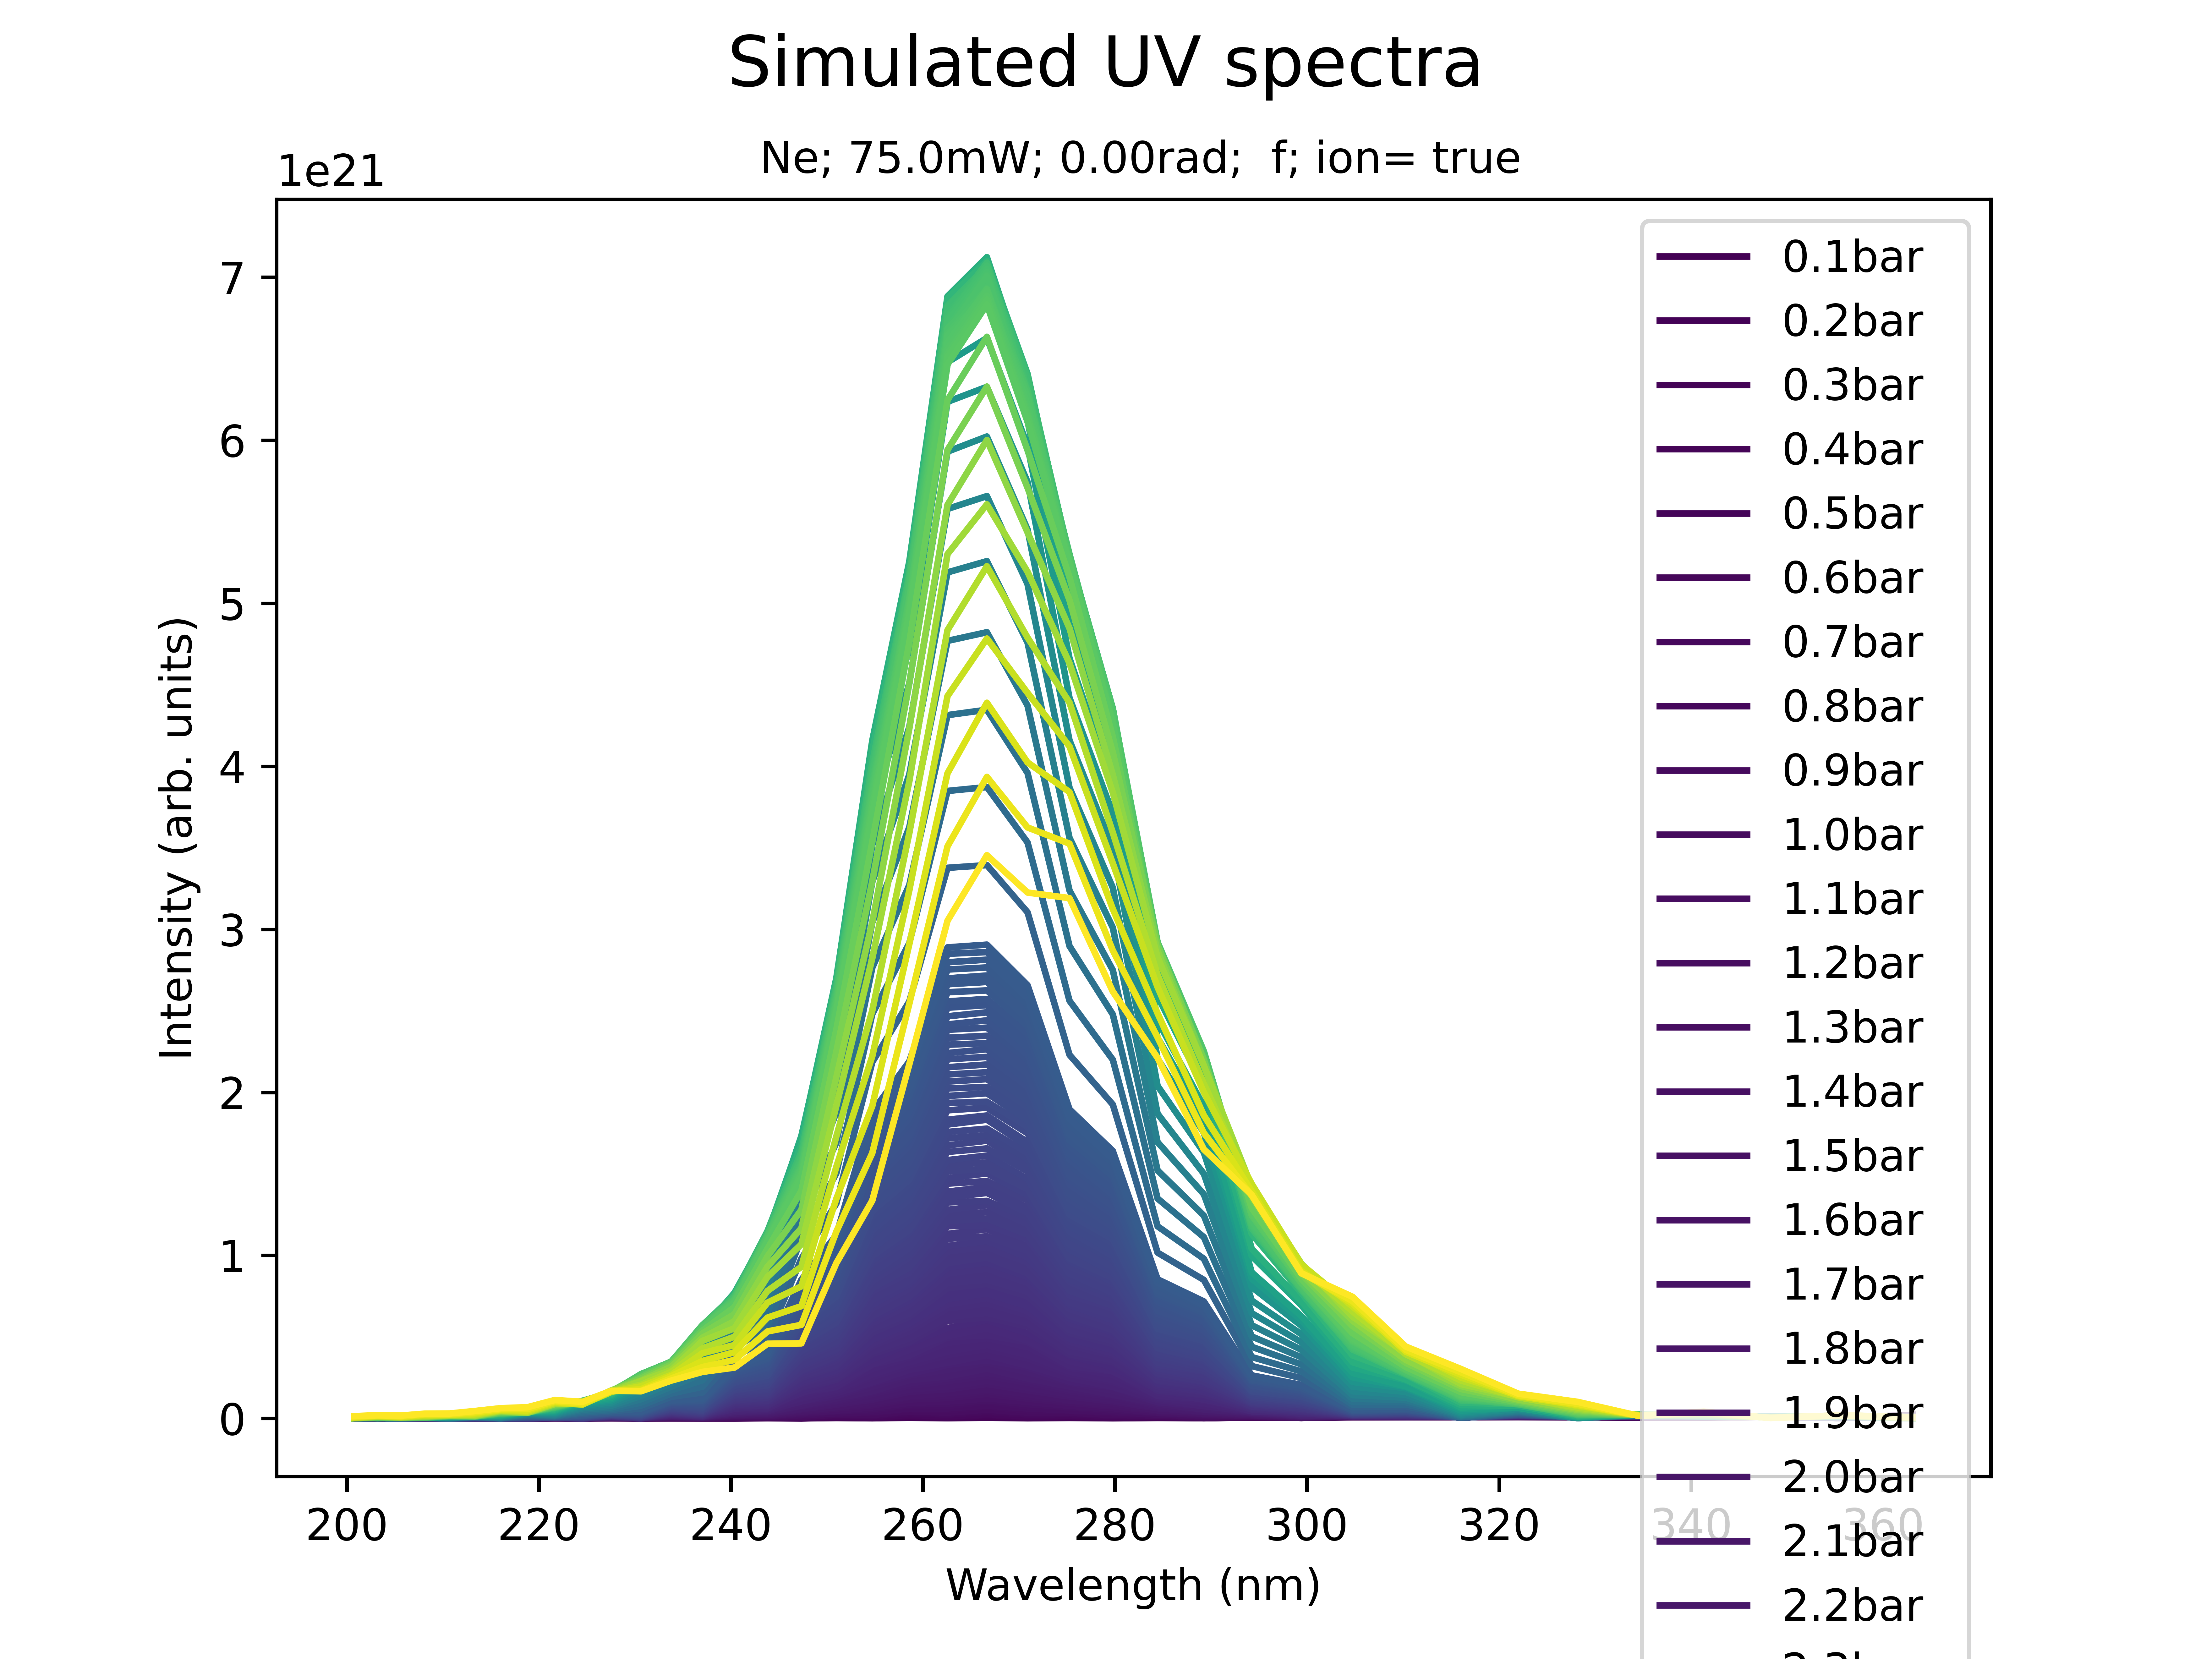 Simulated UV spectra
Ne; 75.0mW; 0.00rad;  f; ion= true
1e21
7
6
5
4
3
2
1
0
Intensity (arb. units)
200 220 240 260 280 300 320 340 360
Wavelength (nm)
0.1bar
0.2bar
0.3bar
0.4bar
0.5bar
0.6bar
0.7bar
0.8bar
0.9bar
1.0bar
1.1bar
1.2bar
1.3bar
1.4bar
1.5bar
1.6bar
1.7bar
1.8bar
1.9bar
2.0bar
2.1bar
2.2bar